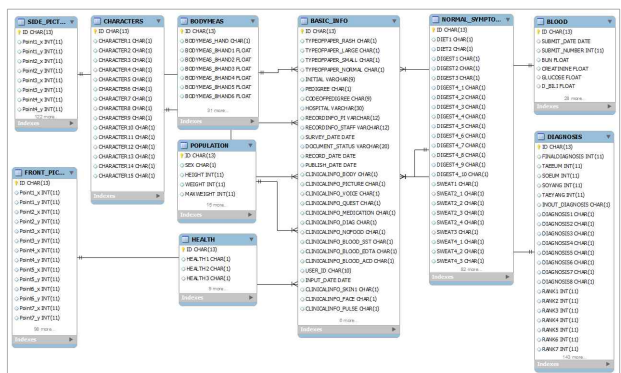 SIDE_PICT...
ID CHAR(13)
Point1_x INT(11)
Point1_y INT(11)
Point2_x INT(11)
Point2_y INT(11)
Point3_x INT(11)
Point3_y INT(11)
Point4_x INT(11)
Point4_y INT(11)
102 more...
Indexes
FRONT_PIC...
ID CHAR(13)
Point1_x INT(11)
Point1_y INT(11)
Point2_x INT(11)
Point2_y INT(11)
Point3_x INT(11)
Point3_y INT(11)
Point4_x INT(11)
Point4_y INT(11)
Point5_x INT(11)
Point5_y INT(11)
Point6_x INT(11)
Point6_y INT(11)
Point7_x INT(11)
Point7_y INT(11)
98 more...
Indexes
CHARACTERS
ID CHAR(13)
CHARACTER1 CHAR(1)
CHARACTER2 CHAR(1)
CHARACTER3 CHAR(1)
CHARACTER4 CHAR(1)
CHARACTER5 CHAR(1)
CHARACTER6 CHAR(1)
CHARACTER7 CHAR(1)
CHARACTER8 CHAR(1)
CHARACTER9 CHAR(1)
CHARACTER10 CHAR(1)
CHARACTER11 CHAR(1)
CHARACTER12 CHAR(1)
CHARACTER13 CHAR(1)
CHARACTER14 CHAR(1)
CHARACTER15 CHAR(1)
Indexes
BODYMEAS
ID CHAR(13)
BODYMEAS_HAND CHAR(1)
BODYMEAS_BHAND1 FLOAT
BODYMEAS_BHAND2 FLOAT
BODYMEAS_BHAND3 FLOAT
BODYMEAS_BHAND4 FLOAT
BODYMEAS_BHAND5 FLOAT
BODYMEAS_BHAND6 FLOAT
51 more...
Indexes
POPULATION
ID CHAR(13)
SEX CHAR(1)
HEIGHT INT(11)
WEIGHT INT(11)
MAXWEIGHT INT(11)
15 more...
Indexes
HEALTH
ID CHAR(13)
HEALTH1 CHAR(1)
HEALTH2 CHAR(1)
HEALTH3 CHAR(1)
9 more...
Indexes
BASIC_INFO
ID CHAR(13)
TYPEOFPAPER_RASH CHAR(1)
TYPEOFPAPER_LARGE CHAR(1)
TYPEOFPAPER_SMALL CHAR(1)
TYPEOFPAPER_NORMAL CHAR(1)
INITIAL VARCHAR(9)
PEDIGREE CHAR(1)
CODEOFPEDIGREE CHAR(9)
HOSPITAL VARCHAR(30)
RECORDINFO_PI VARCHAR(12)
RECORDINFO_STAFF VARCHAR(12)
SURVEY_DATE DATE
DOCUMENT_STATUS VARCHAR(20)
RECORD_DATE DATE
PUBLISH_DATE DATE
CLINICALINFO_BODY CHAR(1)
CLINICALINFO_PICTURE CHAR(1)
CLINICALINFO_VOICE CHAR(1)
CLINICALINFO_QUEST CHAR(1)
CLINICALINFO_MEDICATION CHAR(1)
CLINICALINFO_DIAG CHAR(1)
CLINICALINFO_NOFOOD CHAR(1)
CLINICALINFO_BLOOD_SST CHAR(1)
CLINICALINFO_BLOOD_EDTA CHAR(1)
CLINICALINFO_BLOOD_ACD CHAR(1)
USER_ID CHAR(10)
INPUT_DATE DATE
CLINICALINFO_SKIN1 CHAR(1)
CLINICALINFO_FACE CHAR(1)
CLINICALINFO_PULSE CHAR(1)
6 more...
Indexes
NORMAL_SYMPTO...
ID CHAR(13)
DIET1 CHAR(1)
DIET2 CHAR(1)
DIGEST1 CHAR(1)
DIGEST2 CHAR(1)
DIGEST3 CHAR(1)
DIGEST4_1 CHAR(1)
DIGEST4_2 CHAR(1)
DIGEST4_3 CHAR(1)
DIGEST4_4 CHAR(1)
DIGEST4_5 CHAR(1)
DIGEST4_6 CHAR(1)
DIGEST4_7 CHAR(1)
DIGEST4_8 CHAR(1)
DIGEST4_9 CHAR(1)
DIGEST4_10 CHAR(1)
SWEAT1 CHAR(1)
SWEAT2_1 CHAR(1)
SWEAT2_2 CHAR(1)
SWEAT2_3 CHAR(1)
SWEAT2_4 CHAR(1)
SWEAT3 CHAR(1)
SWEAT4_1 CHAR(1)
SWEAT4_2 CHAR(1)
SWEAT4_3 CHAR(1)
82 more...
Indexes
BLOOD
ID CHAR(13)
SUBMIT_DATE DATE
SUBMIT_NUMBER INT(11)
BUN FLOAT
CREATININE FLOAT
GLUCOSE FLOAT
D_BILI FLOAT
28 more...
Indexes
DIAGNOSIS
ID CHAR(13)
FINALDIAGNOSIS INT(11)
TAEEUM INT(11)
SOEUM INT(11)
SOYANG INT(11)
TAEYANG INT(11)
INOUT_DIAGNOSIS CHAR(1)
DIAGNOSIS1 CHAR(1)
DIAGNOSIS2 CHAR(1)
DIAGNOSIS3 CHAR(1)
DIAGNOSIS4 CHAR(1)
DIAGNOSIS5 CHAR(1)
DIAGNOSIS6 CHAR(1)
DIAGNOSIS7 CHAR(1)
DIAGNOSIS8 CHAR(1)
RANK1 INT(11)
RANK2 INT(11)
RANK3 INT(11)
RANK4 INT(11)
RANK5 INT(11)
RANK6 INT(11)
RANK7 INT(11)
143 more...
Indexes